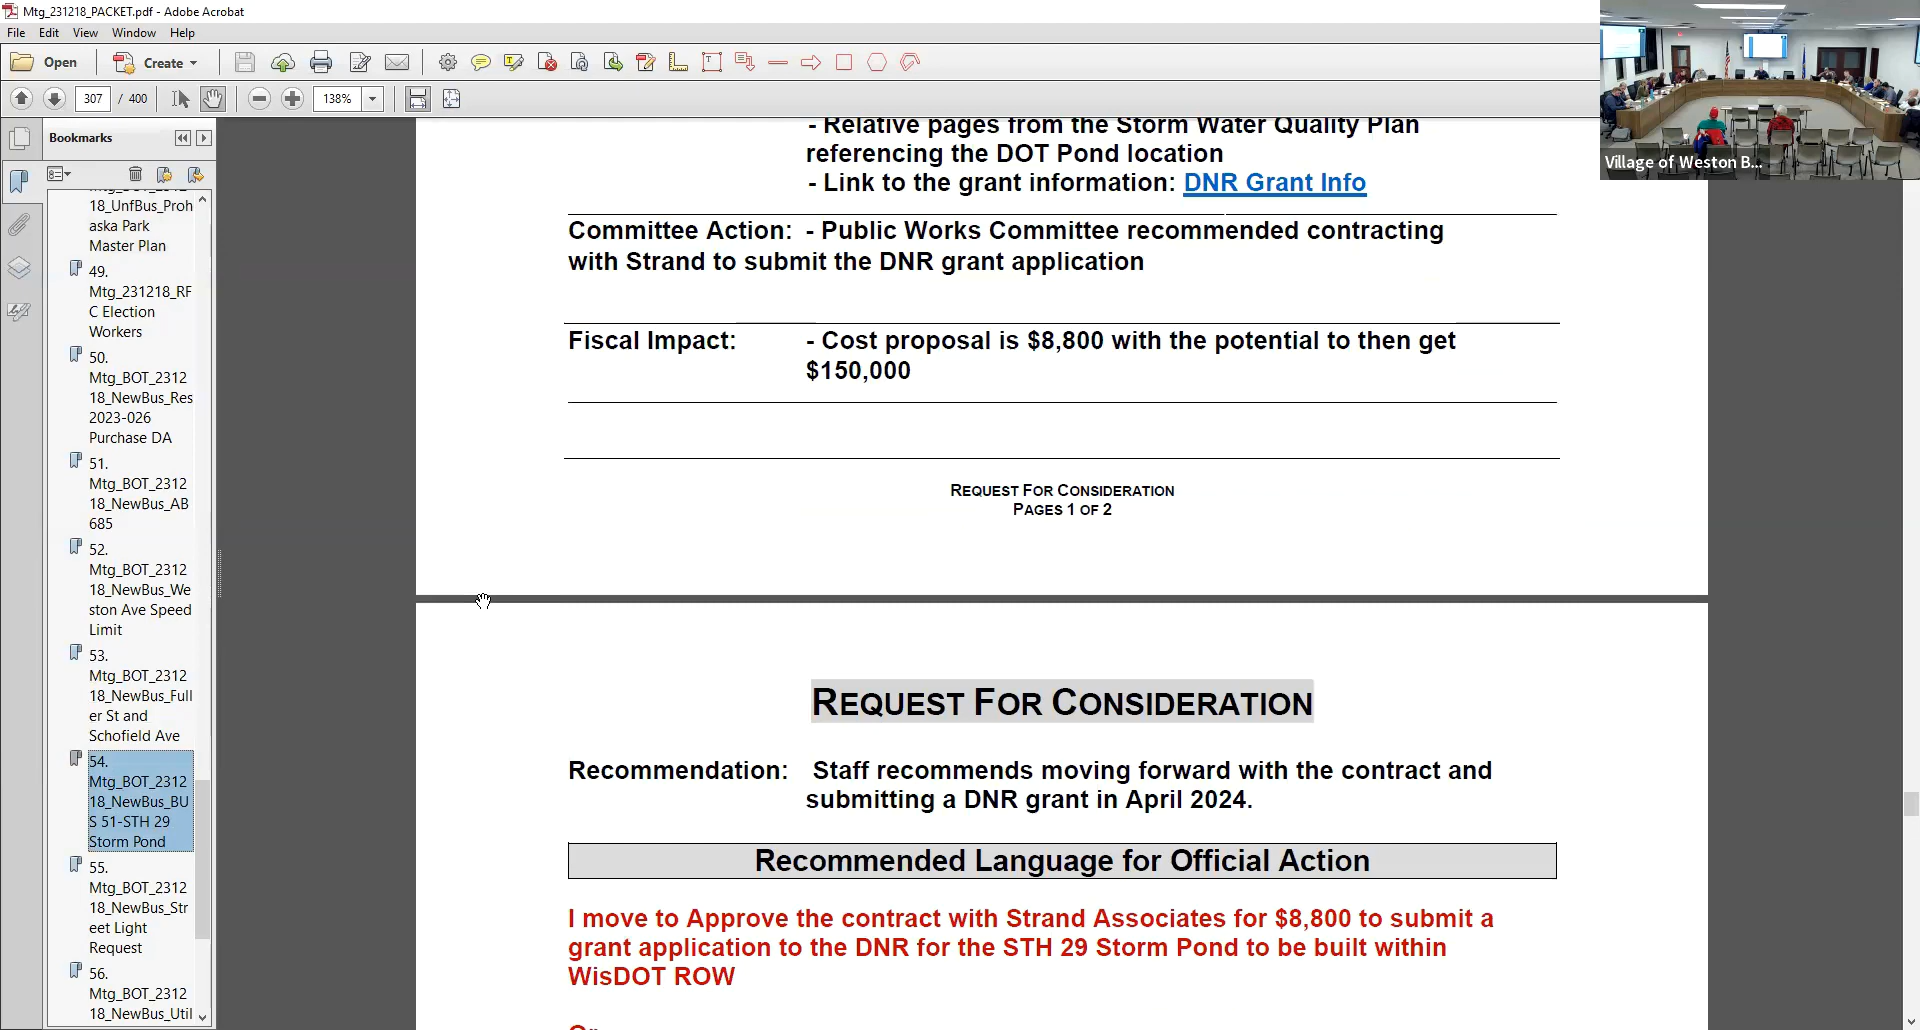 Mtg_231218_PACKET.pdf - Adobe Acrobat
File Edit View Window Help
Open Create
307 / 400 138%
Bookmarks
18_UnfBus_Proh
aska Park
Master Plan
49.
Mtg_231218_RF
C Election
Workers
50.
Mtg_BOT_2312
18_NewBus_Res
2023-026
Purchase DA
51.
Mtg_BOT_2312
18_NewBus_AB
685
52.
Mtg_BOT_2312
18_NewBus_We
ston Ave Speed
Limit
53.
Mtg_BOT_2312
18_NewBus_Full
er St and
Schofield Ave
54.
Mtg_BOT_2312
18_NewBus_BU
S 51-STH 29
Storm Pond
55.
Mtg_BOT_2312
18_NewBus_Str
eet Light
Request
56.
Mtg_BOT_2312
18_NewBus_Util
- Relative pages from the Storm Water Quality Plan
referencing the DOT Pond location
- Link to the grant information: DNR Grant Info
Committee Action: - Public Works Committee recommended contracting
with Strand to submit the DNR grant application
Fiscal Impact: - Cost proposal is $8,800 with the potential to then get
$150,000
REQUEST FOR CONSIDERATION
PAGES 1 OF 2
REQUEST FOR CONSIDERATION
Recommendation: Staff recommends moving forward with the contract and
submitting a DNR grant in April 2024.
Recommended Language for Official Action
I move to Approve the contract with Strand Associates for $8,800 to submit a
grant application to the DNR for the STH 29 Storm Pond to be built within
WisDOT ROW
Village of Weston B...